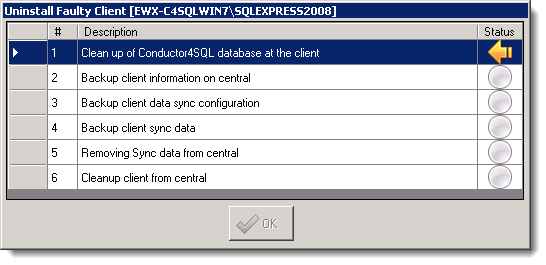 Uninstall Faulty Client [EWX-C4SQLWIN7\SQLEXPRESS2008]
# Description Status
1 Clean up of Conductor4SQL database at the client
2 Backup client information on central
3 Backup client data sync configuration
4 Backup client sync data
5 Removing Sync data from central
6 Cleanup client from central
OK